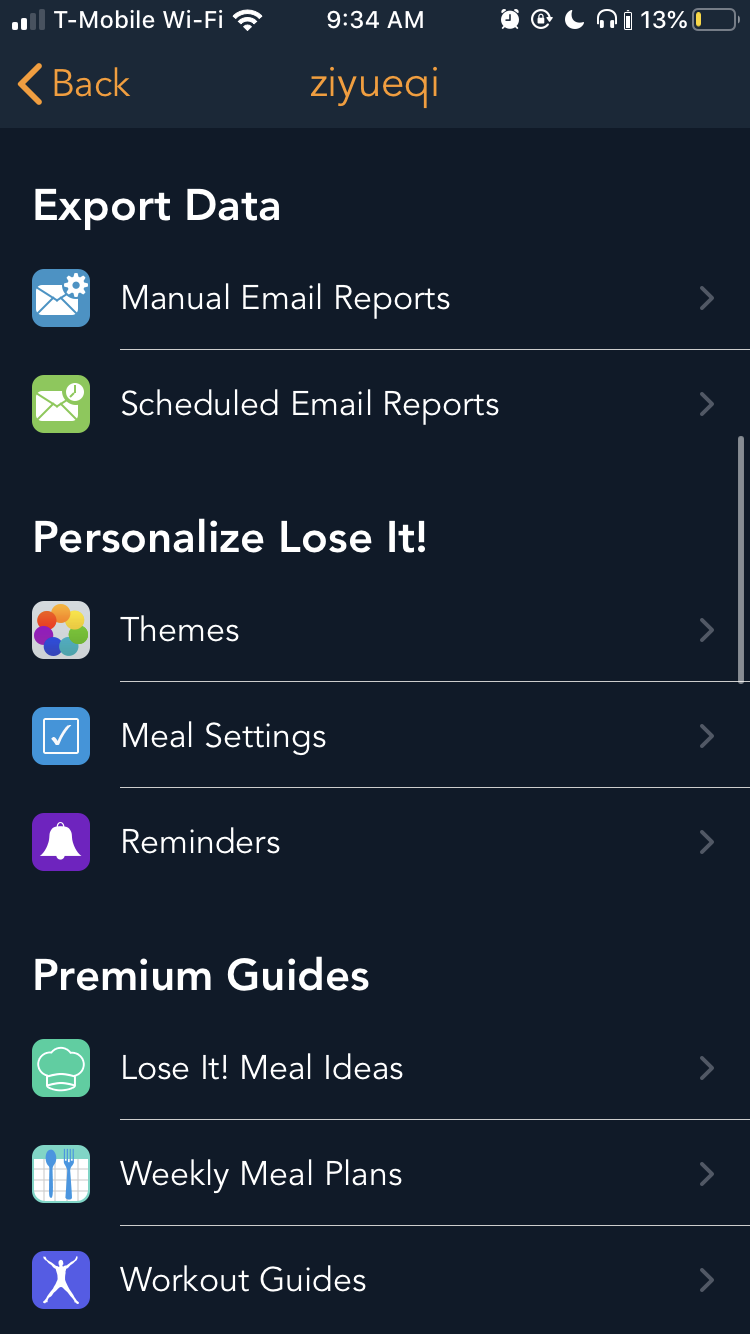 T-Mobile Wi-Fi 9:34 AM 13%
Back ziyueqi
Export Data
Manual Email Reports
Scheduled Email Reports
Personalize Lose It!
Themes
Meal Settings
Reminders
Premium Guides
Lose It! Meal Ideas
Weekly Meal Plans
Workout Guides